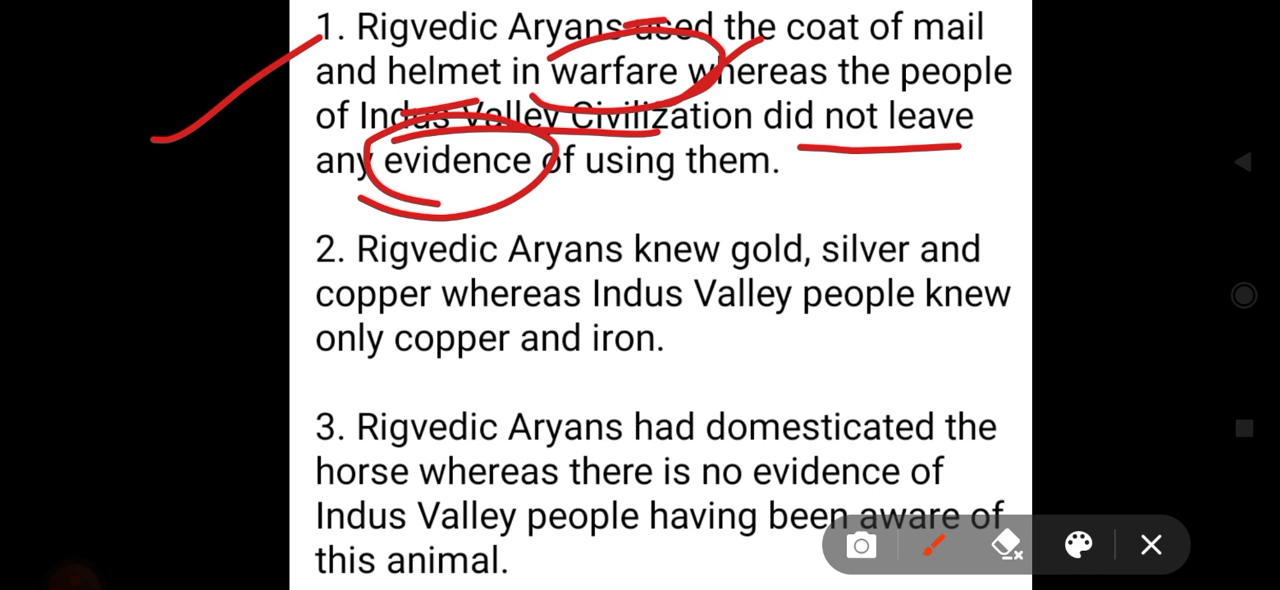 1. Rigvedic Aryans used the coat of mail
and helmet in warfare whereas the people
of Indus Valley Civilization did not leave
any evidence of using them.
2. Rigvedic Aryans knew gold, silver and
copper whereas Indus Valley people knew
only copper and iron.
3. Rigvedic Aryans had domesticated the
horse whereas there is no evidence of
Indus Valley people having been aware of
this animal.